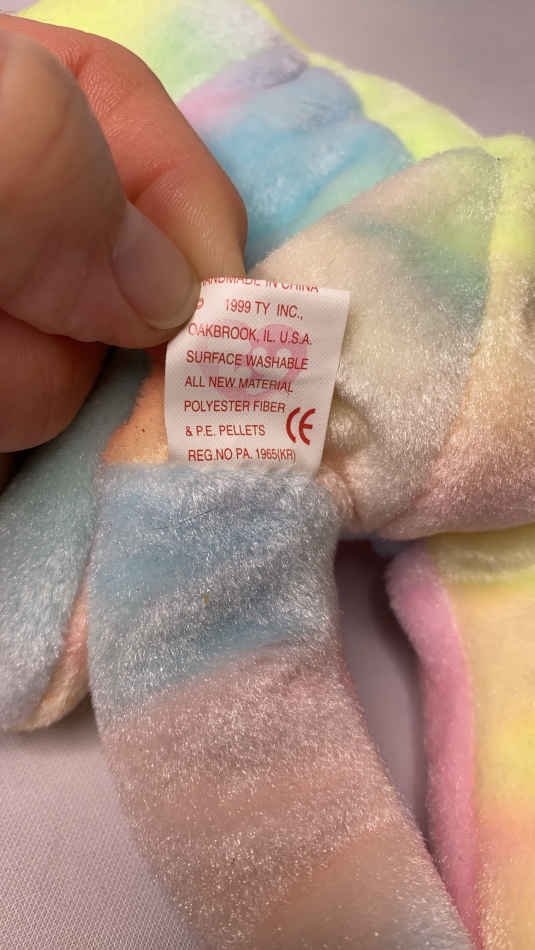 HANDMADE IN CHINA
© 1999 TY INC.,
OAKBROOK, IL. U.S.A.
SURFACE WASHABLE
ALL NEW MATERIAL
POLYESTER FIBER
& P.E. PELLETS CE
REG.NO PA. 1965(KR)